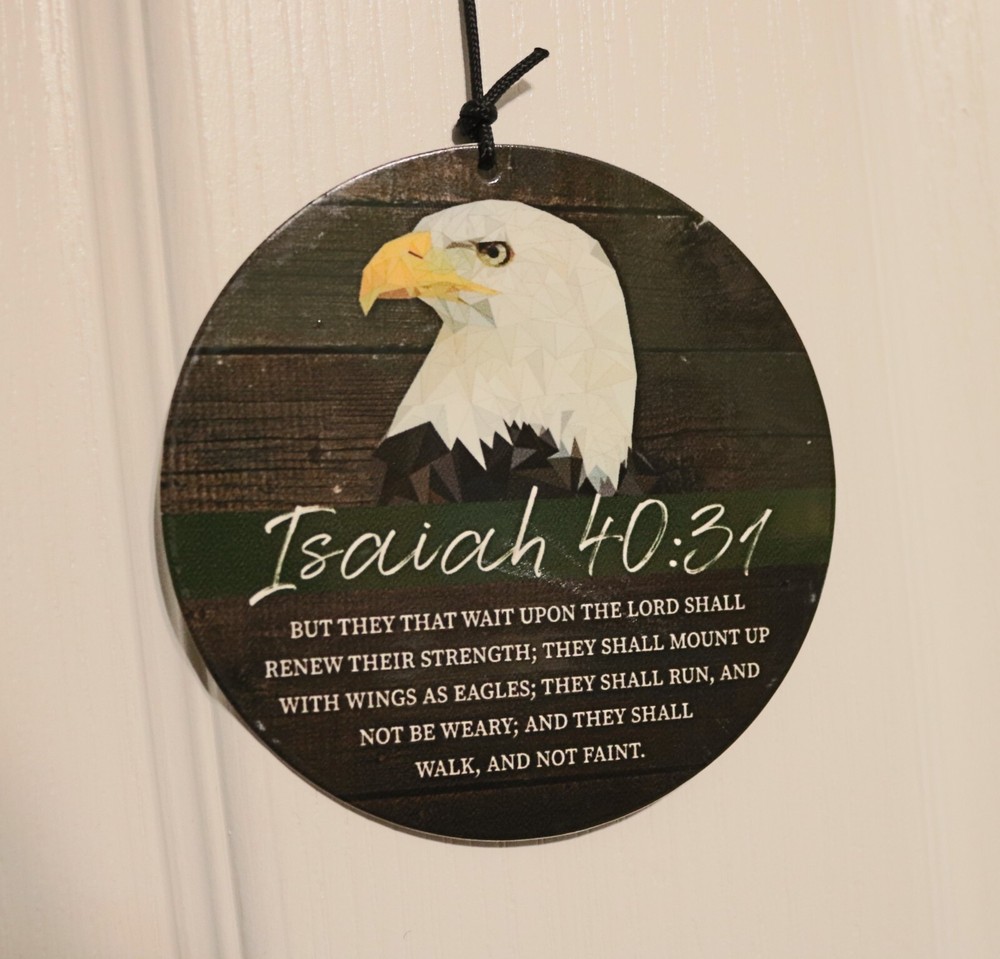 Isaiah 40:31
BUT THEY THAT WAIT UPON THE LORD SHALL
RENEW THEIR STRENGTH; THEY SHALL MOUNT UP
WITH WINGS AS EAGLES; THEY SHALL RUN, AND
NOT BE WEARY; AND THEY SHALL
WALK, AND NOT FAINT.